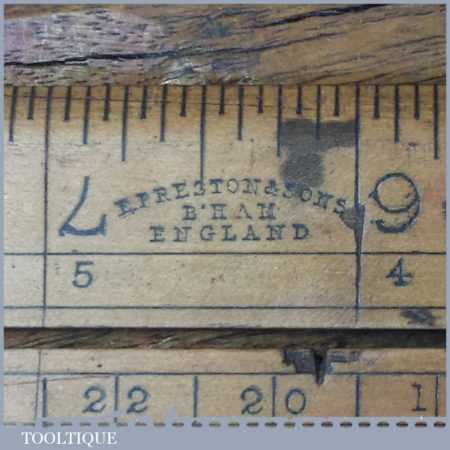 E.PRESTON & SONS
B'HAM
ENGLAND
7 6
5 4
22 20 1
TOOLTIQUE